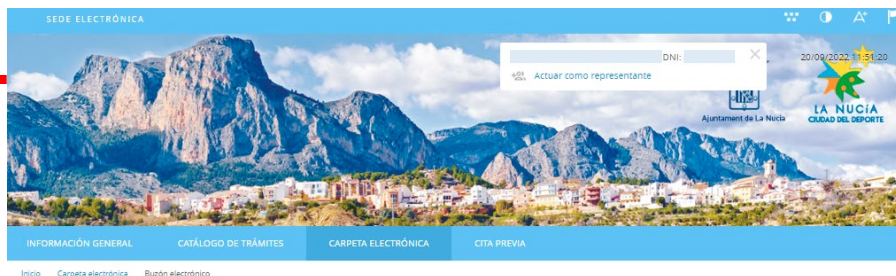 SEDE ELECTRÓNICA
A+
DNI:
20/09/2022 11:51:20
Actuar como representante
Ajuntament de La Nucia
LA NUCÍA
CIUDAD DEL DEPORTE
INFORMACIÓN GENERAL
CATÁLOGO DE TRÁMITES
CARPETA ELECTRÓNICA
CITA PREVIA
Inicio
Carpeta electrónica
Buzón electrónico